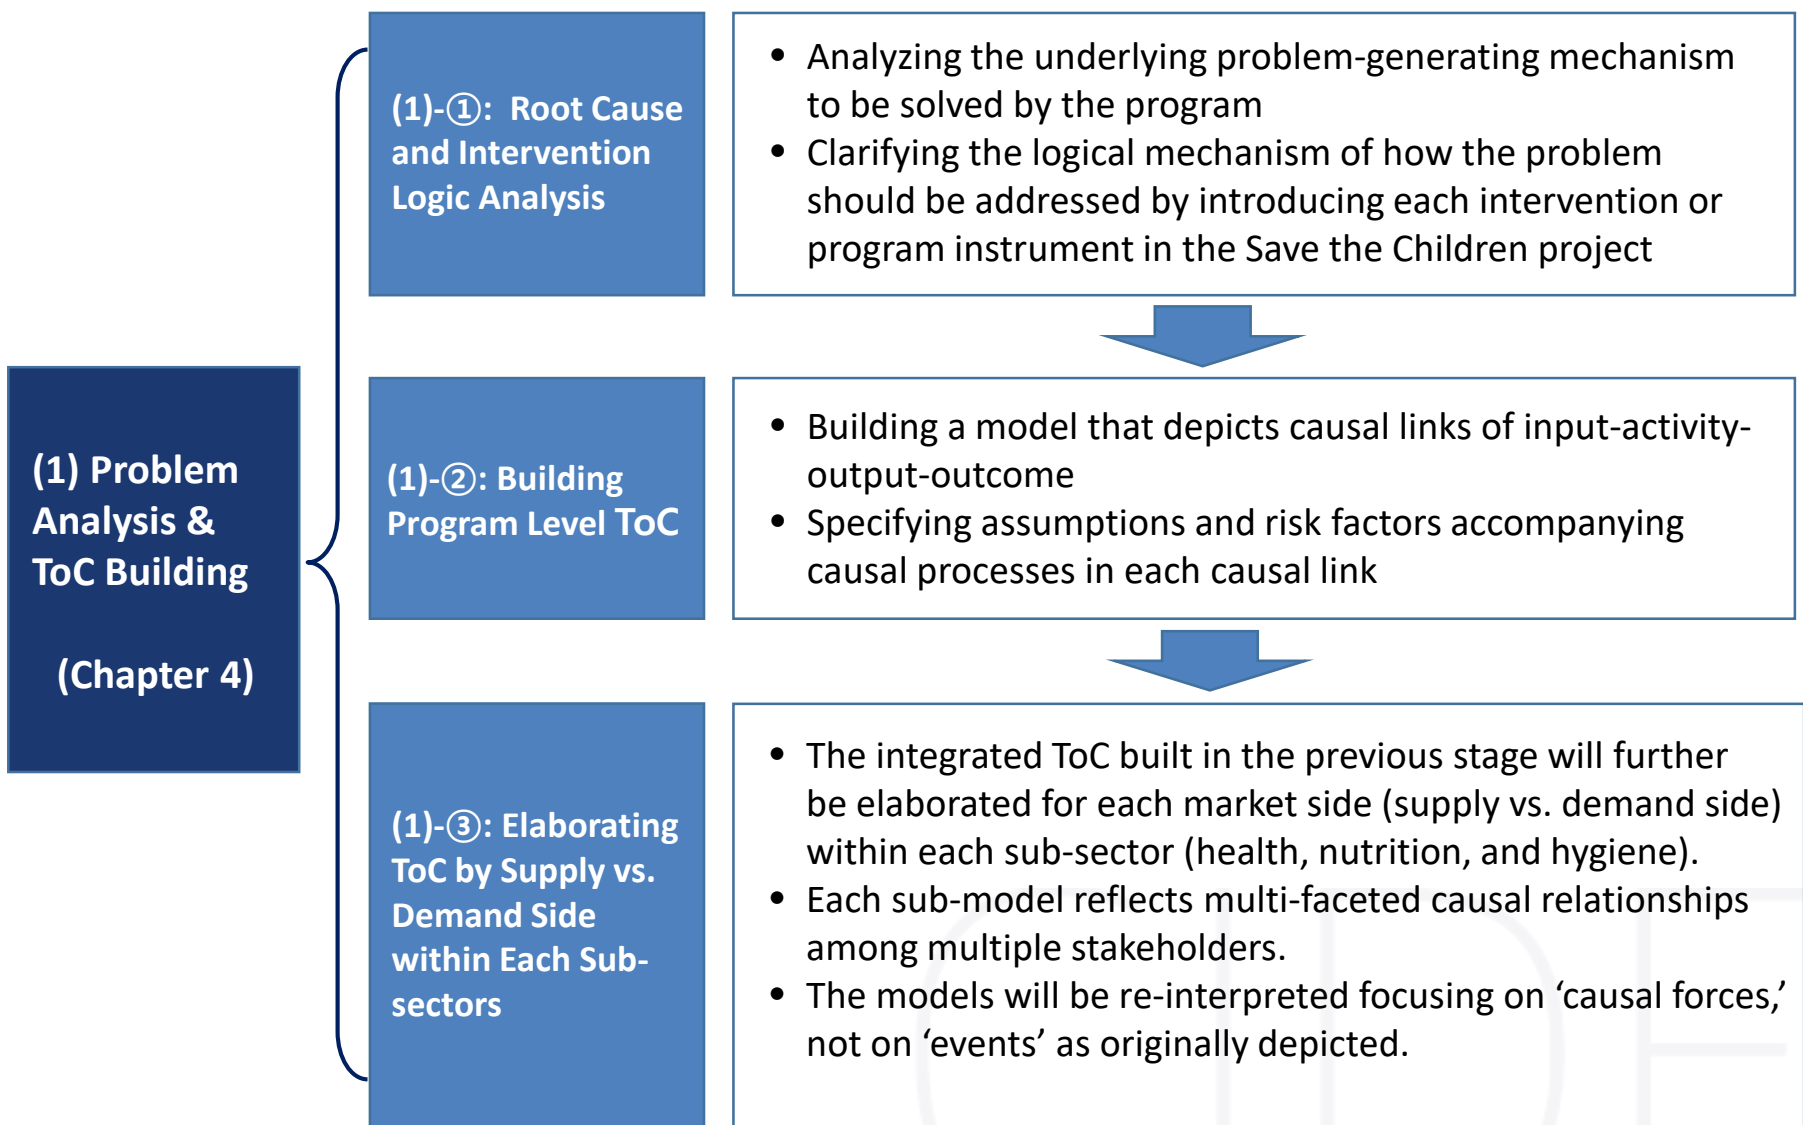 (1) Problem
Analysis &
ToC Building
(Chapter 4)
(1)-①:  Root Cause
and Intervention
Logic Analysis
• Analyzing the underlying problem-generating mechanism
to be solved by the program
• Clarifying the logical mechanism of how the problem
should be addressed by introducing each intervention or
program instrument in the Save the Children project
(1)-②: Building
Program Level ToC
• Building a model that depicts causal links of input-activity-
output-outcome
• Specifying assumptions and risk factors accompanying
causal processes in each causal link
(1)-③: Elaborating
ToC by Supply vs.
Demand Side
within Each Sub-
sectors
• The integrated ToC built in the previous stage will further
be elaborated for each market side (supply vs. demand side)
within each sub-sector (health, nutrition, and hygiene).
• Each sub-model reflects multi-faceted causal relationships
among multiple stakeholders.
• The models will be re-interpreted focusing on ‘causal forces,’
not on ‘events’ as originally depicted.